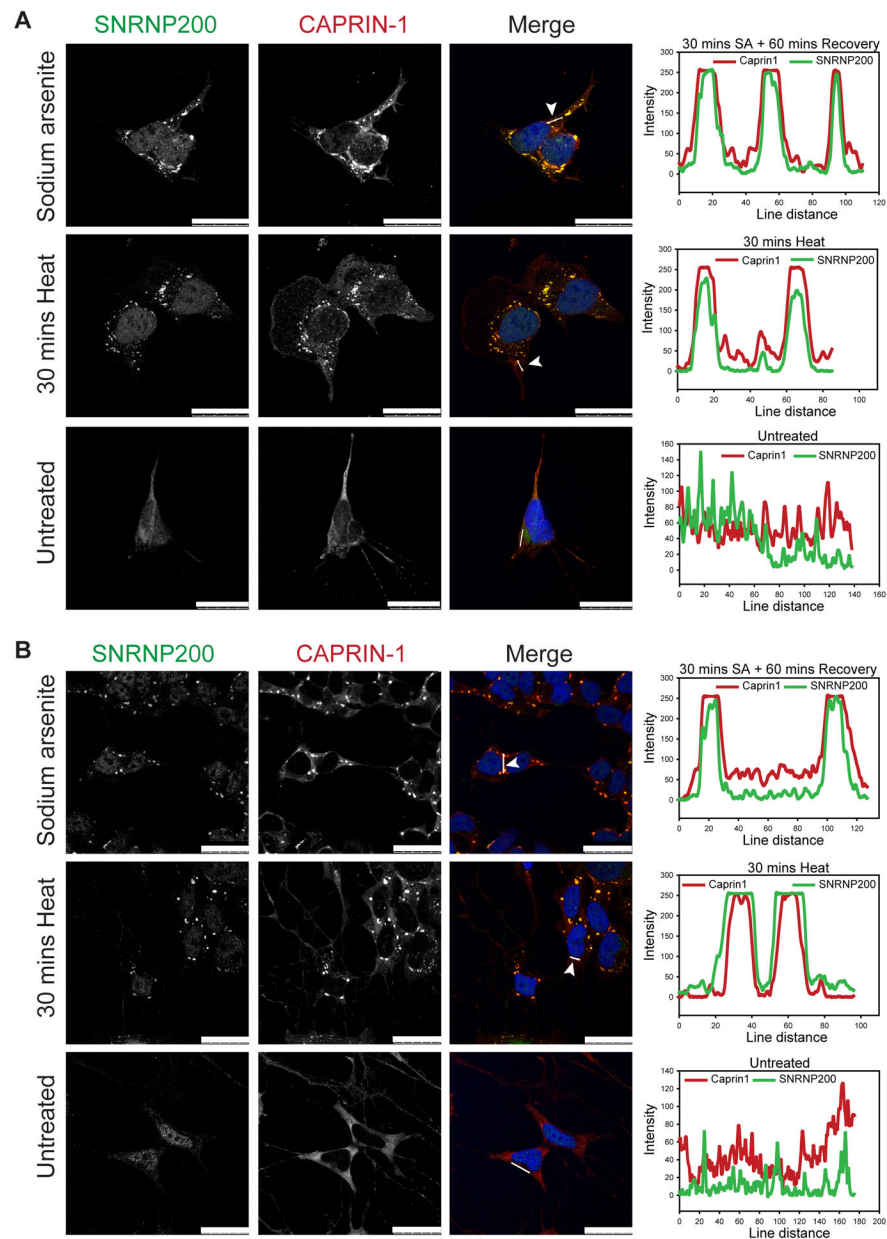 A
SNRNP200 CAPRIN-1 Merge
Sodium arsenite
30 mins SA + 60 mins Recovery
Caprin1 SNRNP200
Intensity
300
250
200
150
100
50
0
0 20 40 60 80 100 120
Line distance
30 mins Heat
30 mins Heat
Caprin1 SNRNP200
Intensity
300
250
200
150
100
50
0
0 20 40 60 80 100
Line distance
Untreated
Untreated
Caprin1 SNRNP200
Intensity
160
140
120
100
80
60
40
20
0
0 20 40 60 80 100 120 140 160
Line distance
B
SNRNP200 CAPRIN-1 Merge
Sodium arsenite
30 mins SA + 60 mins Recovery
Caprin1 SNRNP200
Intensity
300
250
200
150
100
50
0
0 20 40 60 80 100 120
Line distance
30 mins Heat
30 mins Heat
Caprin1 SNRNP200
Intensity
300
250
200
150
100
50
0
0 20 40 60 80 100
Line distance
Untreated
Untreated
Caprin1 SNRNP200
Intensity
140
120
100
80
60
40
20
0
0 20 40 60 80 100 120 140 160 180 200
Line distance